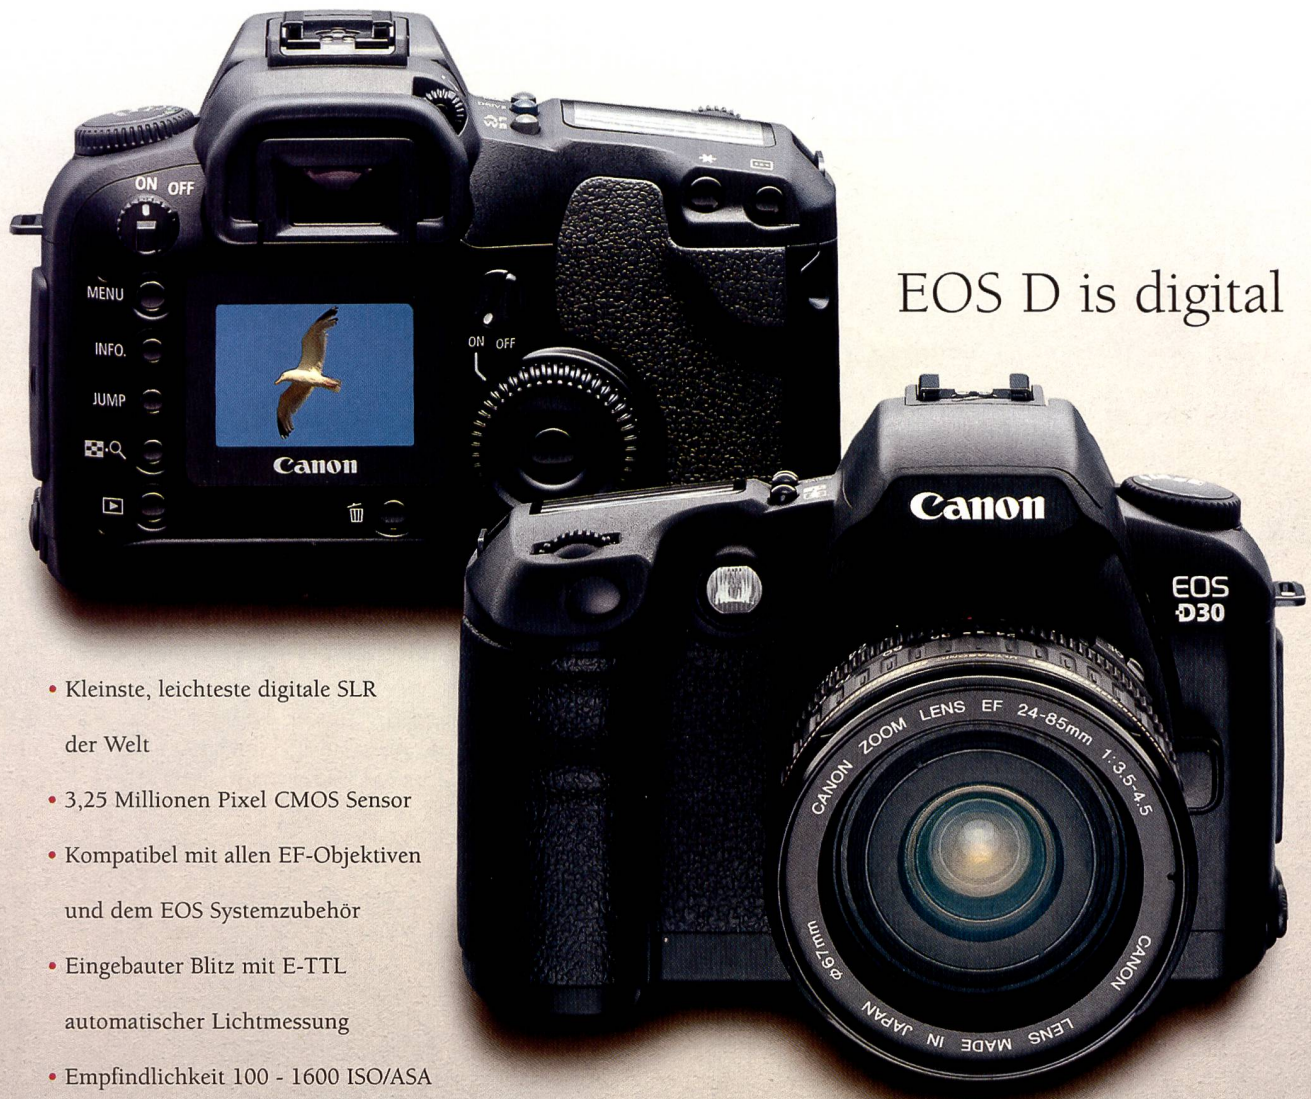 ON OFF
MENU
INFO.
JUMP
ON OFF
Canon
EOS D is digital
Canon
EOS
D30
CANON ZOOM LENS EF 24-85mm 1:3.5-4.5
ø67mm
CANON LENS MADE IN JAPAN
• Kleinste, leichteste digitale SLR
der Welt
• 3,25 Millionen Pixel CMOS Sensor
• Kompatibel mit allen EF-Objektiven
und dem EOS Systemzubehör
• Eingebauter Blitz mit E-TTL
automatischer Lichtmessung
• Empfindlichkeit 100 - 1600 ISO/ASA